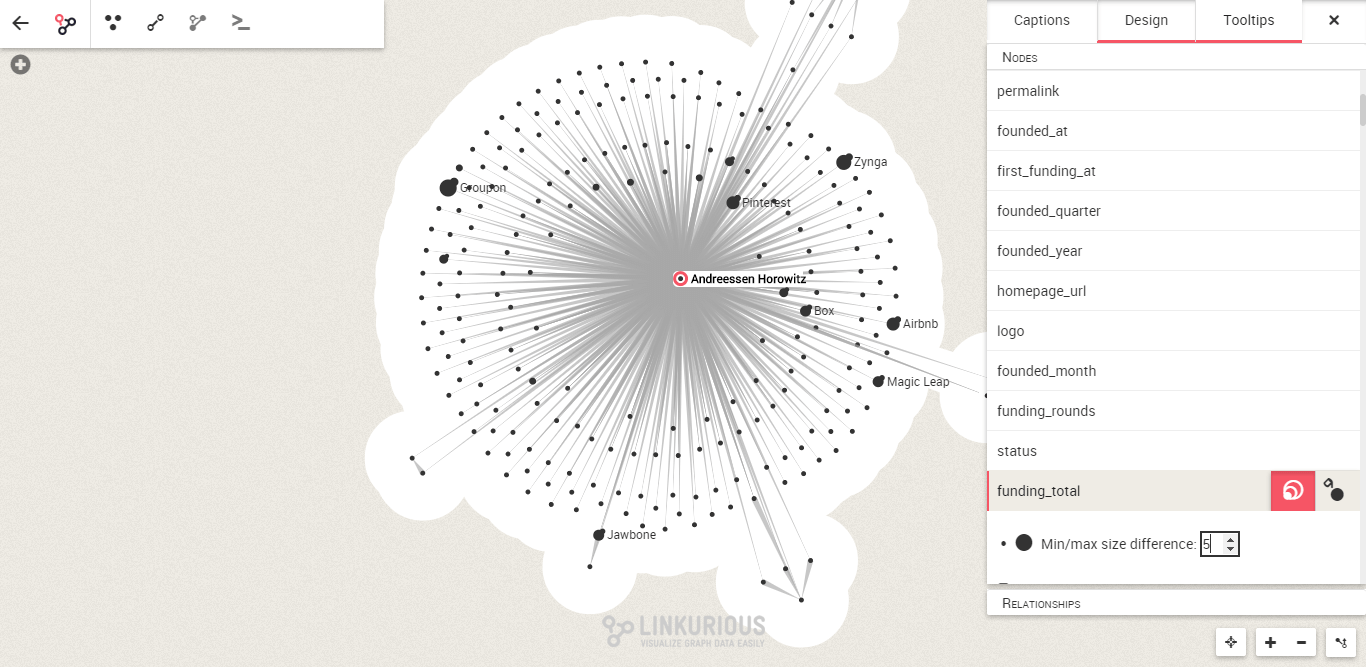 Captions
Design
Tooltips
Nodes
permalink
founded_at
first_funding_at
founded_quarter
founded_year
homepage_url
logo
founded_month
funding_rounds
status
funding_total
Min/max size difference: 5
Relationships
Zynga
Groupon
Pinterest
Andreessen Horowitz
Box
Airbnb
Magic Leap
Jawbone
LINKURIOUS
VISUALIZE GRAPH DATA EASILY